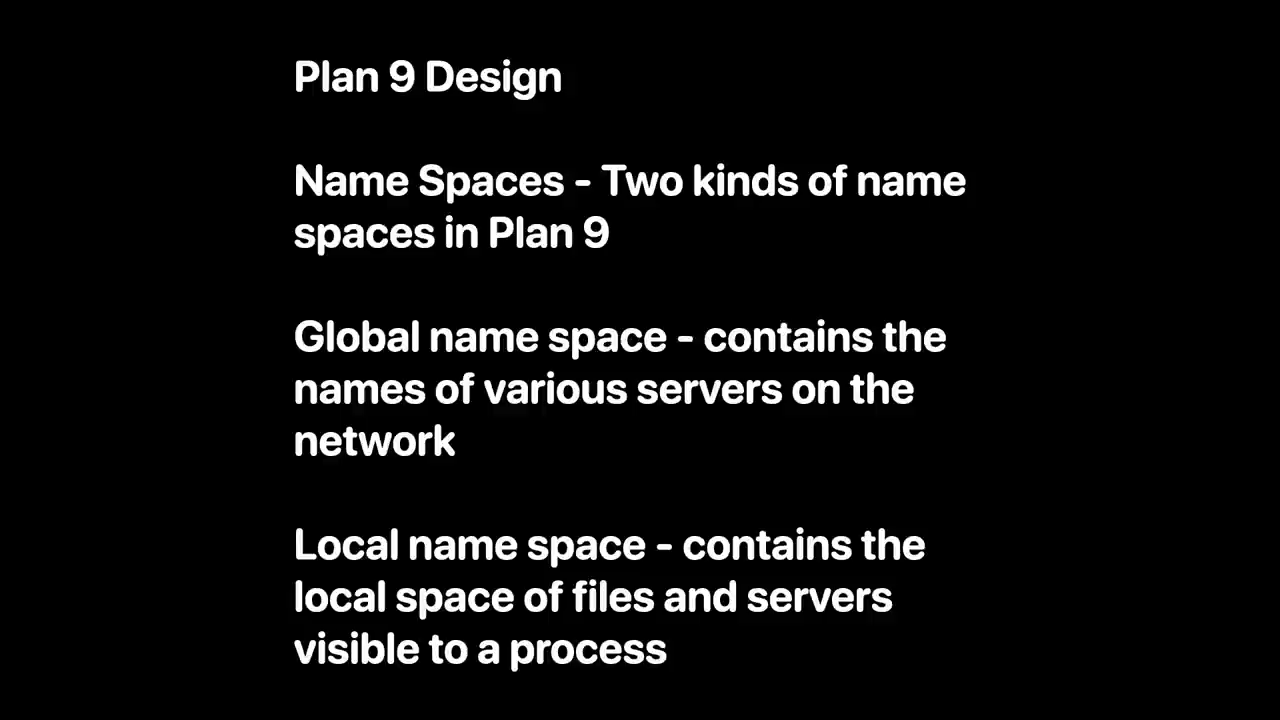 Plan 9 Design
Name Spaces - Two kinds of name
spaces in Plan 9
Global name space - contains the
names of various servers on the
network
Local name space - contains the
local space of files and servers
visible to a process